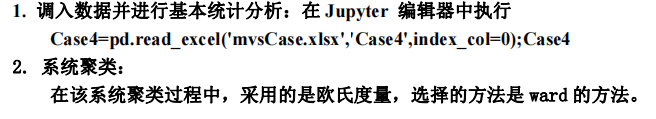 1. 调入数据并进行基本统计分析：在 Jupyter 编辑器中执行
Case4=pd.read_excel('mvsCase.xlsx','Case4',index_col=0);Case4
2. 系统聚类：
在该系统聚类过程中，采用的是欧氏度量，选择的方法是 ward 的方法。